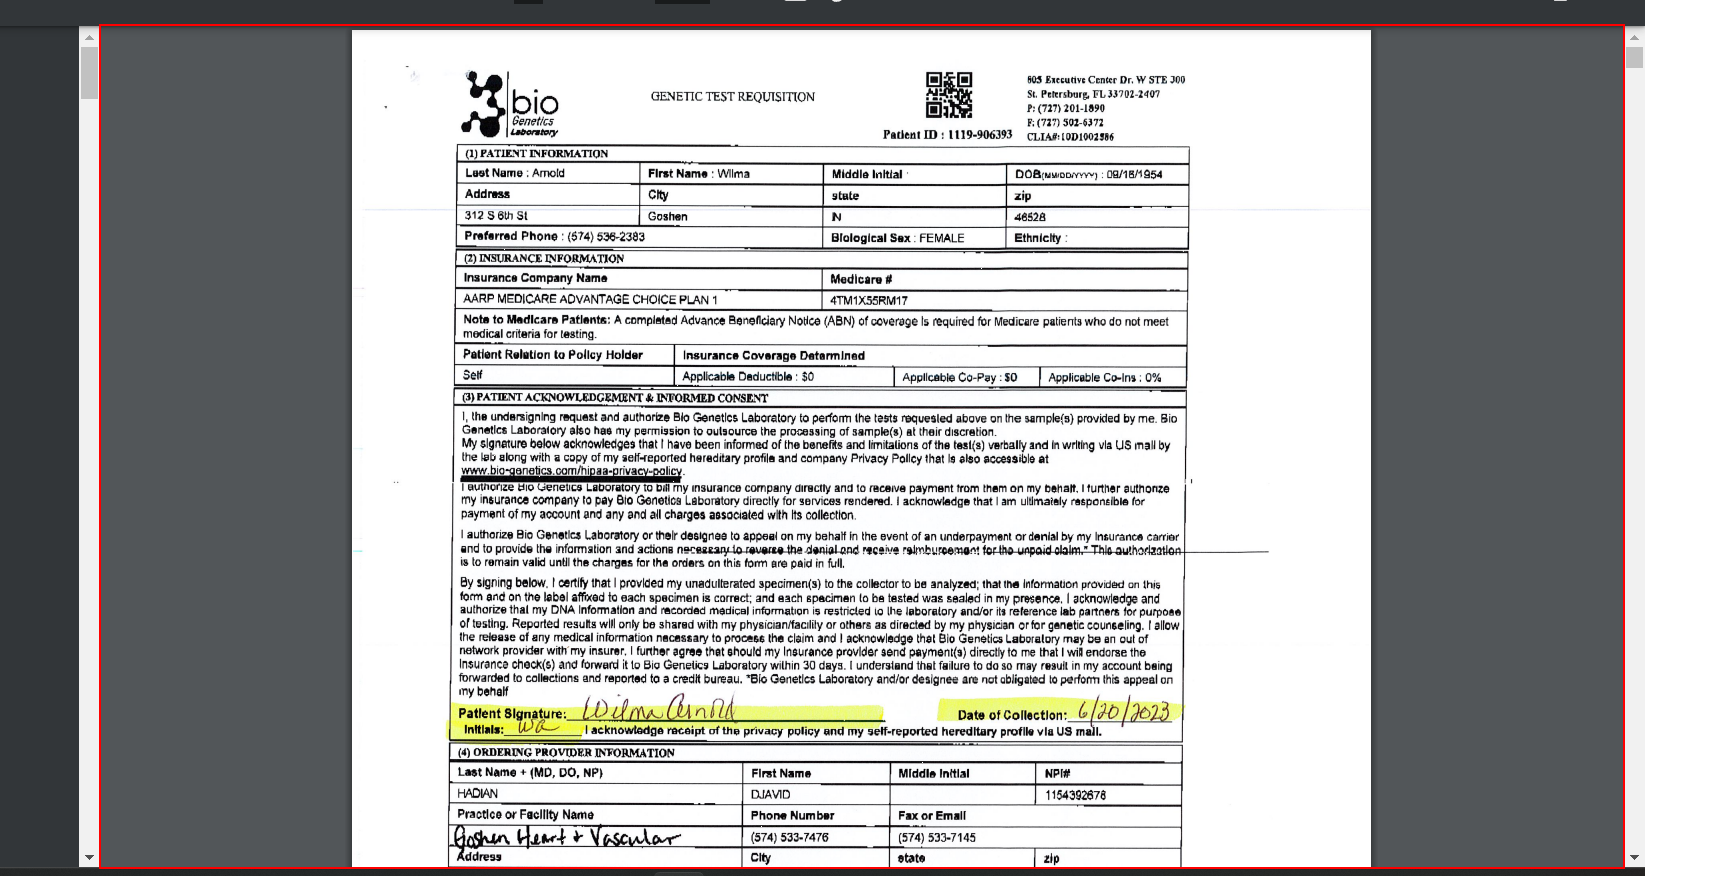 bio
Genetics
Laboratory
GENETIC TEST REQUISITION
805 Executive Center Dr. W STE 300
St. Petersburg, FL 33702-2407
P: (727) 201-1890
F: (727) 502-6372
CLIA#: 10D1002586
Patient ID : 1119-906393
(1) PATIENT INFORMATION
Last Name : Arnold First Name : Wilma Middle Initial DOB(MM/DD/YYYY) : 09/16/1954
Address City state zip
312 S 6th St Goshen IN 46528
Preferred Phone : (574) 536-2383 Biological Sex : FEMALE Ethnicity :
(2) INSURANCE INFORMATION
Insurance Company Name Medicare #
AARP MEDICARE ADVANTAGE CHOICE PLAN 1 4TM1X55RM17
Note to Medicare Patients: A completed Advance Beneficiary Notice (ABN) of coverage is required for Medicare patients who do not meet
medical criteria for testing.
Patient Relation to Policy Holder Insurance Coverage Determined
Self Applicable Deductible : $0 Applicable Co-Pay : $0 Applicable Co-Ins : 0%
(3) PATIENT ACKNOWLEDGEMENT & INFORMED CONSENT
I, the undersigning request and authorize Bio Genetics Laboratory to perform the tests requested above on the sample(s) provided by me. Bio
Genetics Laboratory also has my permission to outsource the processing of sample(s) at their discretion.
My signature below acknowledges that I have been informed of the benefits and limitations of the test(s) verbally and in writing via US mail by
the lab along with a copy of my self-reported hereditary profile and company Privacy Policy that is also accessible at
www.bio-genetics.com/hipaa-privacy-policy.
I authorize Bio Genetics Laboratory to bill my insurance company directly and to receive payment from them on my behalf. I further authorize
my insurance company to pay Bio Genetics Laboratory directly for services rendered. I acknowledge that I am ultimately responsible for
payment of my account and any and all charges associated with its collection.
I authorize Bio Genetics Laboratory or their designee to appeal on my behalf in the event of an underpayment or denial by my insurance carrier
and to provide the information and actions necessary to reverse the denial and receive reimbursement for the unpaid claim.* This authorization
is to remain valid until the charges for the orders on this form are paid in full.
By signing below, I certify that I provided my unadulterated specimen(s) to the collector to be analyzed; that the information provided on this
form and on the label affixed to each specimen is correct; and each specimen to be tested was sealed in my presence. I acknowledge and
authorize that my DNA Information and recorded medical information is restricted to the laboratory and/or its reference lab partners for purpose
of testing. Reported results will only be shared with my physician/facility or others as directed by my physician or for genetic counseling. I allow
the release of any medical information necessary to process the claim and I acknowledge that Bio Genetics Laboratory may be an out of
network provider with my insurer. I further agree that should my Insurance provider send payment(s) directly to me that I will endorse the
Insurance check(s) and forward it to Bio Genetics Laboratory within 30 days. I understand that failure to do so may result in my account being
forwarded to collections and reported to a credit bureau. *Bio Genetics Laboratory and/or designee are not obligated to perform this appeal on
my behalf
Patient Signature: Wilma Arnold Date of Collection: 6/20/2023
Initials: WA I acknowledge receipt of the privacy policy and my self-reported hereditary profile via US mail.
(4) ORDERING PROVIDER INFORMATION
Last Name + (MD, DO, NP) First Name Middle Initial NPI#
HADIAN DJAVID 1154392678
Practice or Facility Name Phone Number Fax or Email
Goshen Heart + Vascular (574) 533-7476 (574) 533-7145
Address City state zip